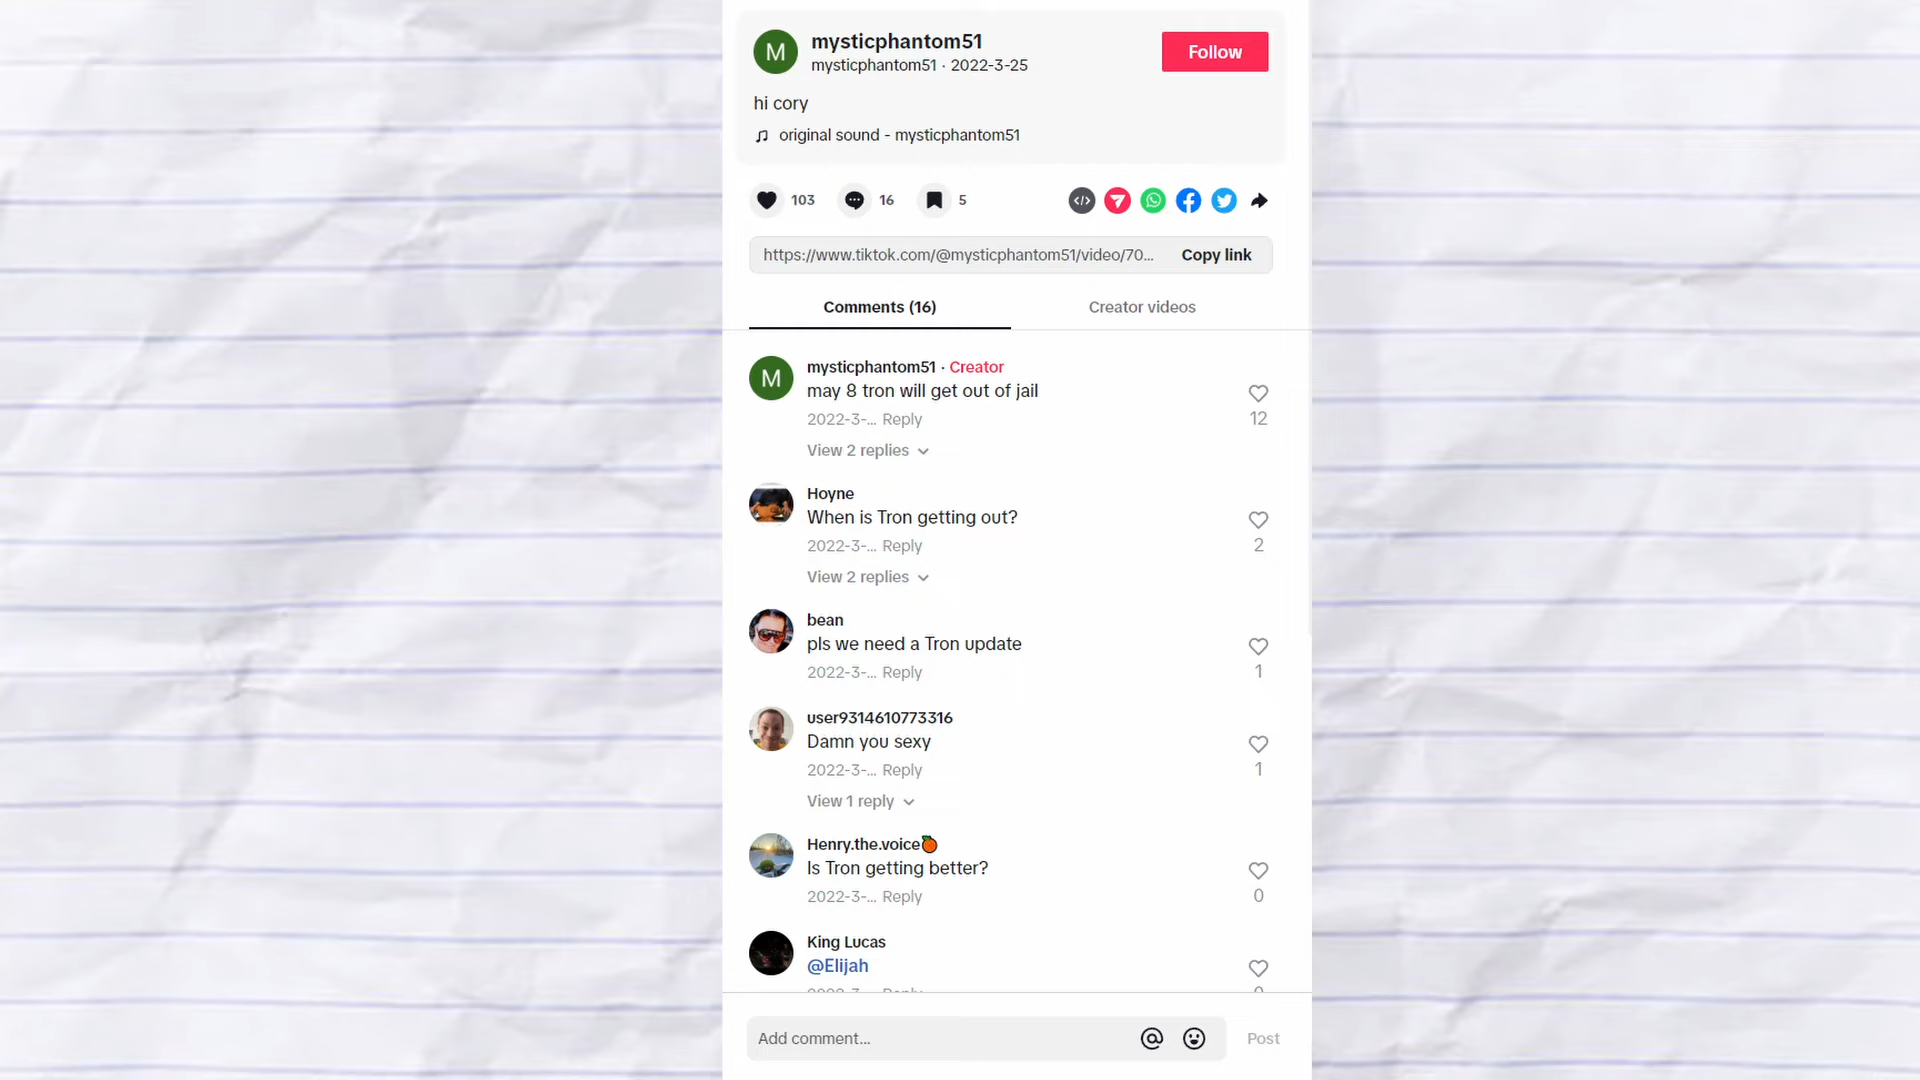 M
mysticphantom51
mysticphantom51 · 2022-3-25
Follow
hi cory
original sound - mysticphantom51
103
16
5
https://www.tiktok.com/@mysticphantom51/video/70...
Copy link
Comments (16)
Creator videos
M
mysticphantom51 · Creator
may 8 tron will get out of jail
2022-3-... Reply
12
View 2 replies
Hoyne
When is Tron getting out?
2022-3-... Reply
2
View 2 replies
bean
pls we need a Tron update
2022-3-... Reply
1
user9314610773316
Damn you sexy
2022-3-... Reply
1
View 1 reply
Henry.the.voice🍊
Is Tron getting better?
2022-3-... Reply
0
King Lucas
@Elijah
Add comment...
Post